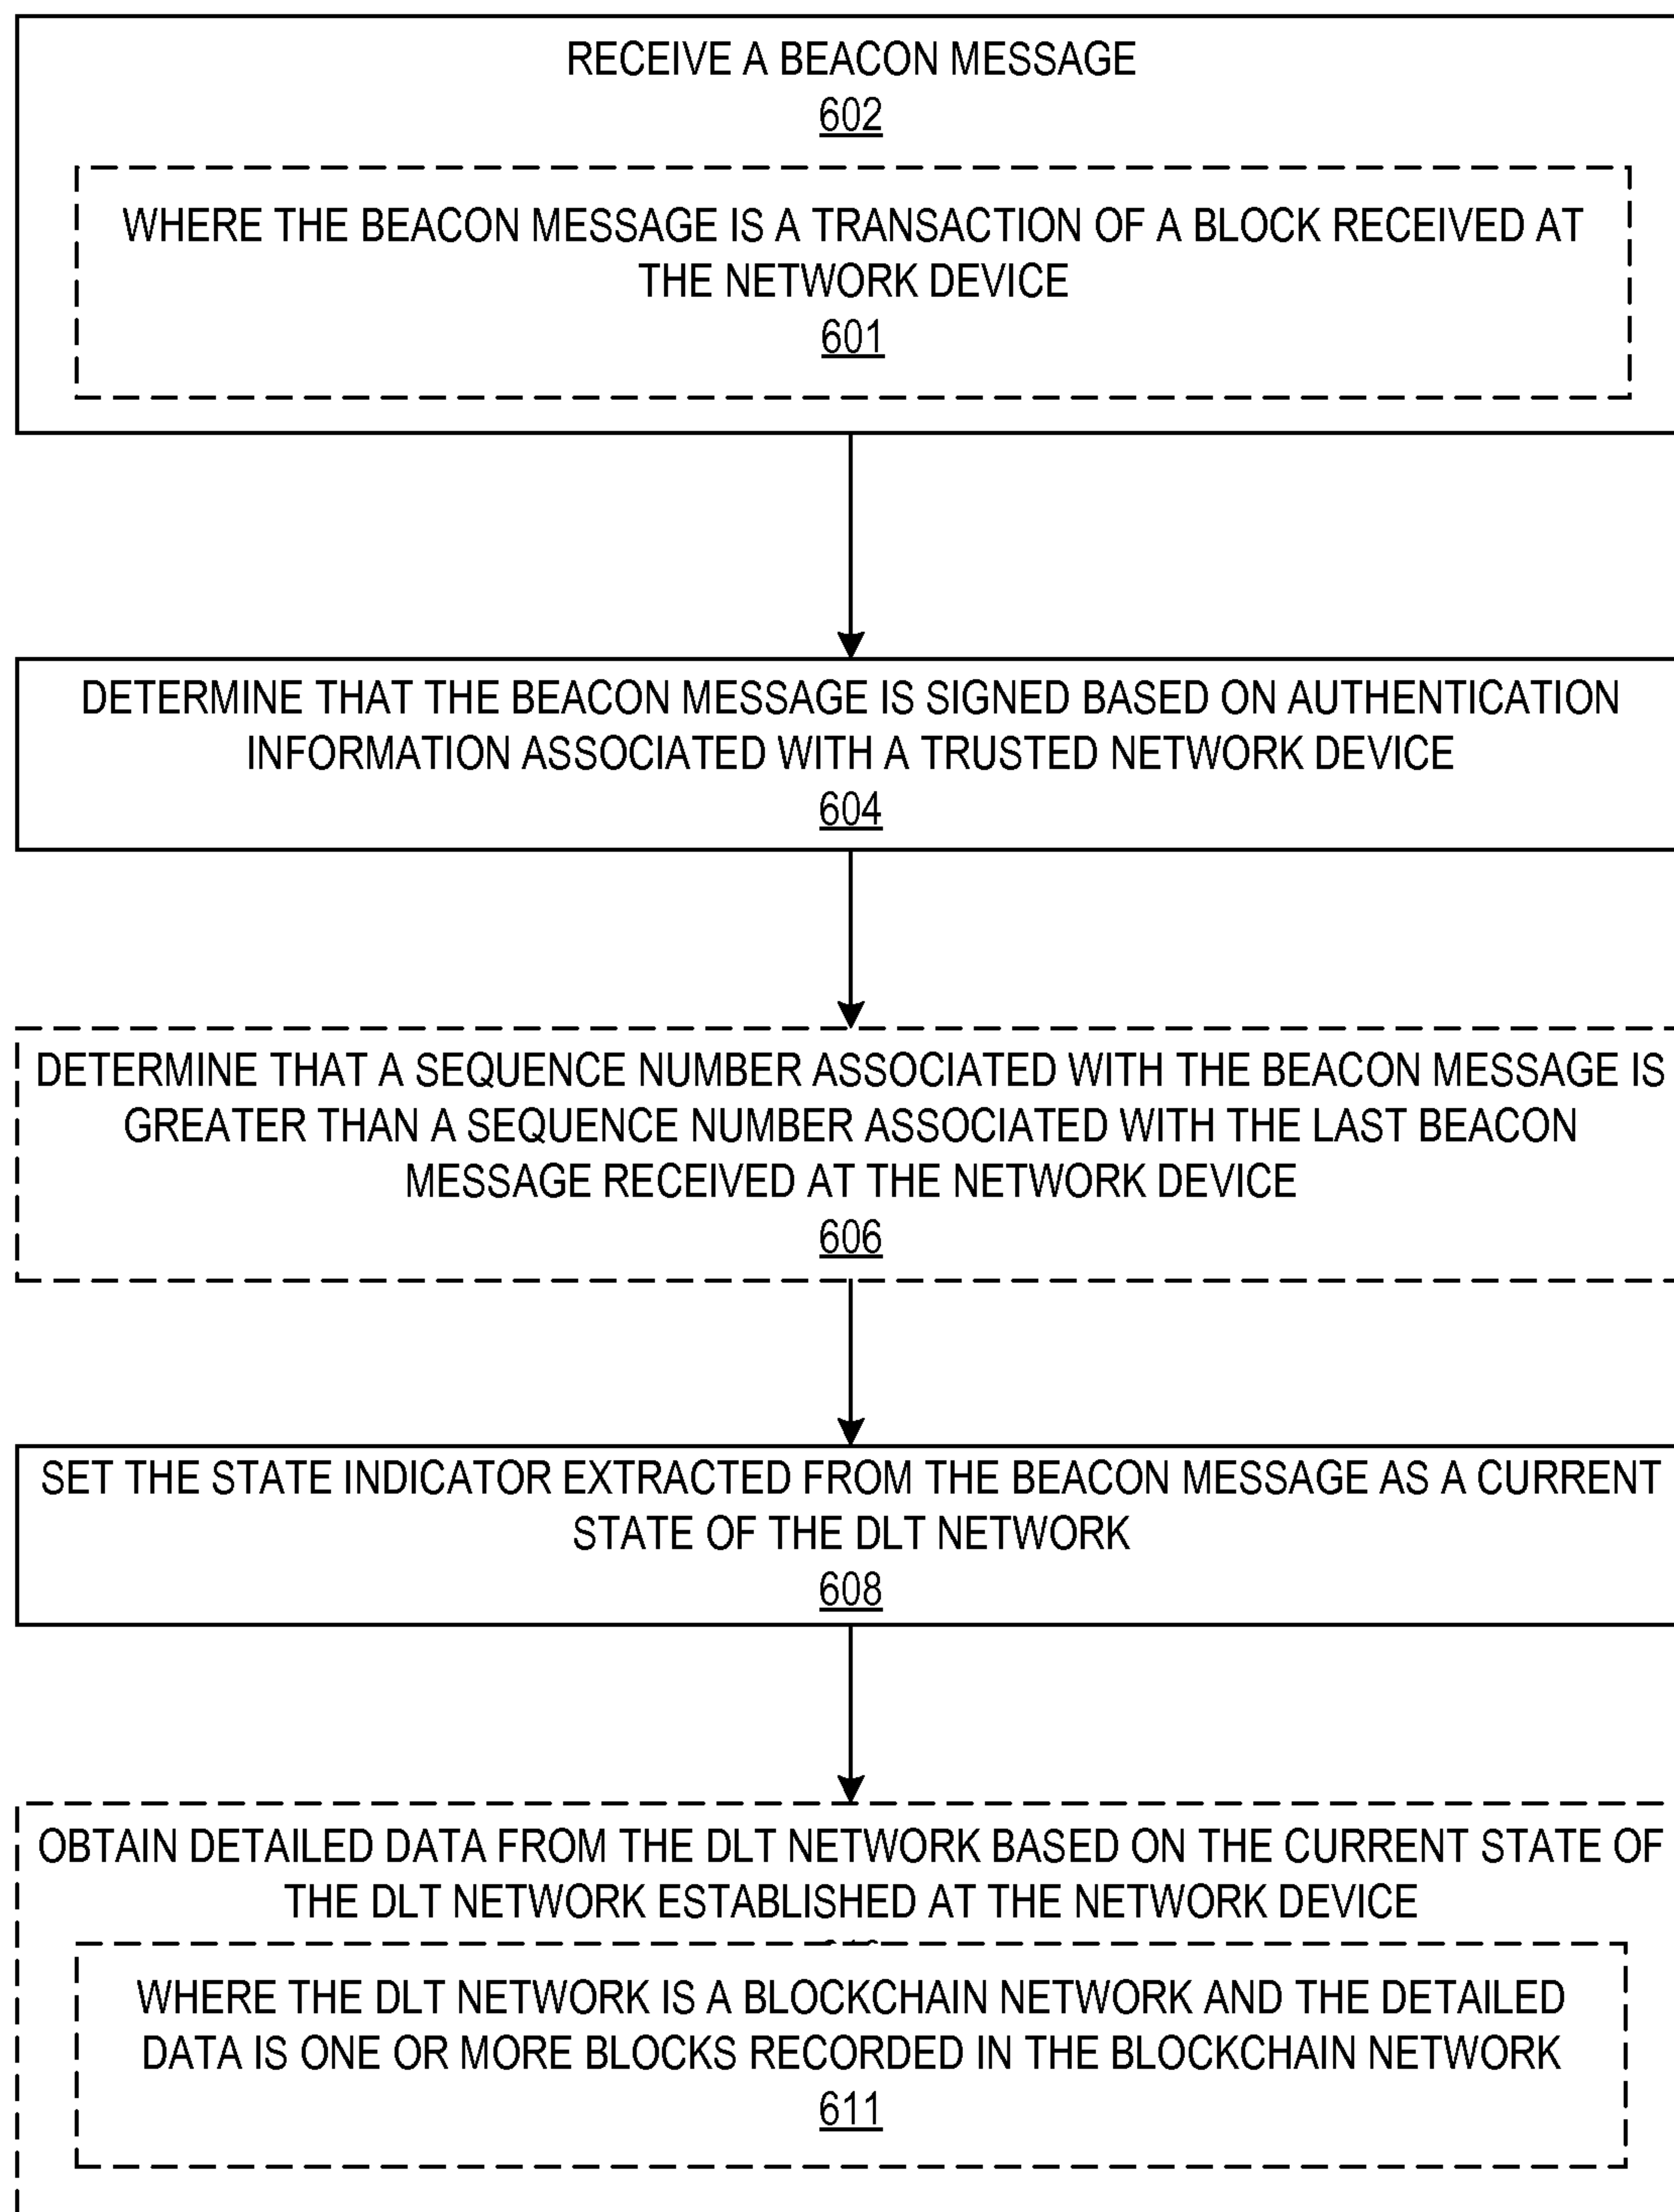 RECEIVE A BEACON MESSAGE
602
WHERE THE BEACON MESSAGE IS A TRANSACTION OF A BLOCK RECEIVED AT
THE NETWORK DEVICE
601
DETERMINE THAT THE BEACON MESSAGE IS SIGNED BASED ON AUTHENTICATION
INFORMATION ASSOCIATED WITH A TRUSTED NETWORK DEVICE
604
DETERMINE THAT A SEQUENCE NUMBER ASSOCIATED WITH THE BEACON MESSAGE IS
GREATER THAN A SEQUENCE NUMBER ASSOCIATED WITH THE LAST BEACON
MESSAGE RECEIVED AT THE NETWORK DEVICE
606
SET THE STATE INDICATOR EXTRACTED FROM THE BEACON MESSAGE AS A CURRENT
STATE OF THE DLT NETWORK
608
OBTAIN DETAILED DATA FROM THE DLT NETWORK BASED ON THE CURRENT STATE OF
THE DLT NETWORK ESTABLISHED AT THE NETWORK DEVICE
WHERE THE DLT NETWORK IS A BLOCKCHAIN NETWORK AND THE DETAILED
DATA IS ONE OR MORE BLOCKS RECORDED IN THE BLOCKCHAIN NETWORK
611